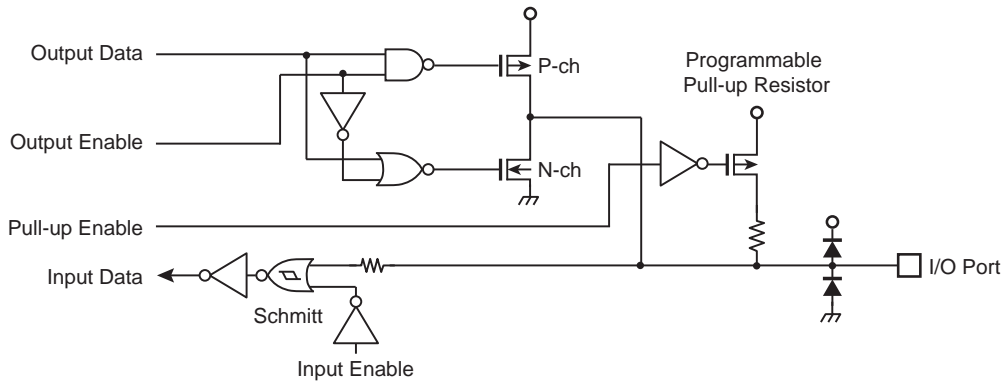 Output Data
P-ch
Programmable
Pull-up Resistor
Output Enable
N-ch
Pull-up Enable
Input Data
I/O Port
Schmitt
Input Enable